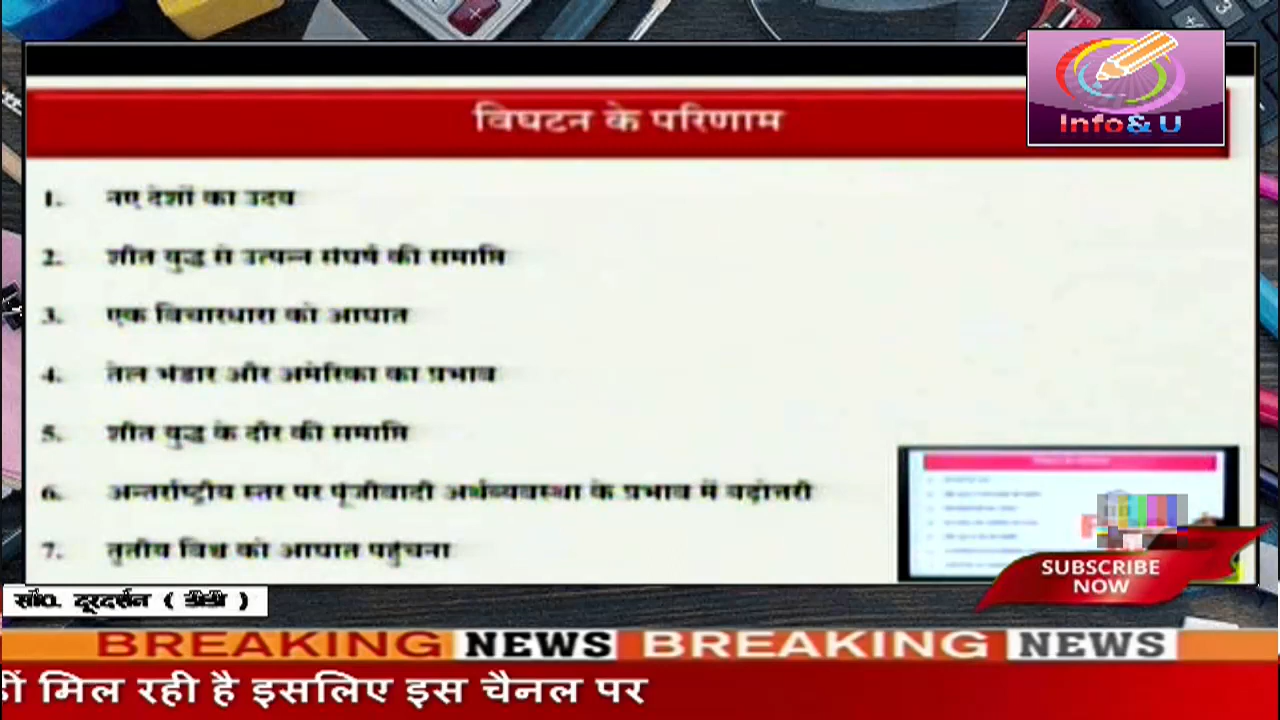 विघटन के परिणाम
Info& U
1. नए देशों का उदय
2. शीत युद्ध से उत्पन्न संघर्ष की समाप्ति
3. एक विचारधारा को आघात
4. तेल भंडार और अमेरिका का प्रभाव
5. शीत युद्ध के दौर की समाप्ति
6. अन्तर्राष्ट्रीय स्तर पर पूंजीवादी अर्थव्यवस्था के प्रभाव में बढ़ोत्तरी
7. तृतीय विश्व को आघात पहुंचना
SUBSCRIBE
NOW
सौ0. दूरदर्सन ( डीडी )
BREAKING NEWS BREAKING NEWS
मिल रही है इसलिए इस चैनल पर